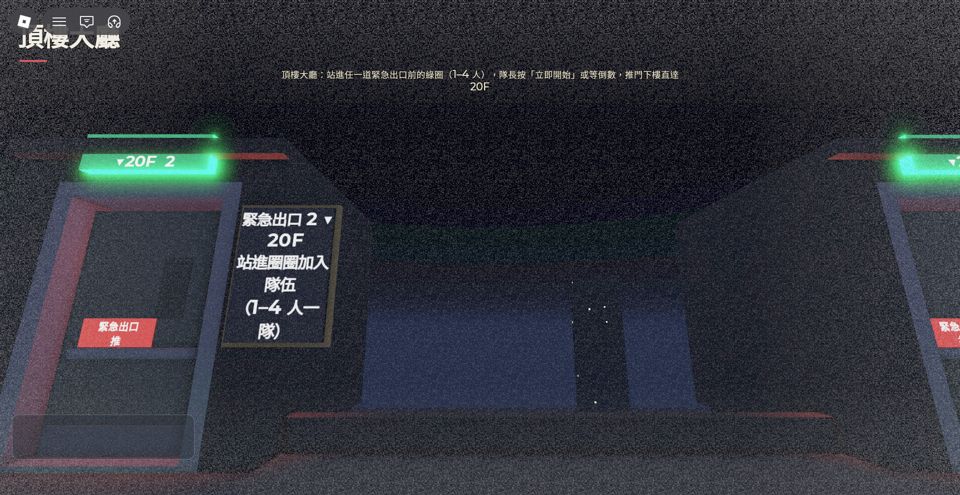 頂樓大廳
頂樓大廳：站進任一道緊急出口前的綠圈（1–4 人），隊長按「立即開始」或等倒數，推門下樓直達
20F
▼20F 2
緊急出口 2 ▼
20F
站進圈圈加入
隊伍
（1–4 人一
隊）
緊急出口
推
緊急